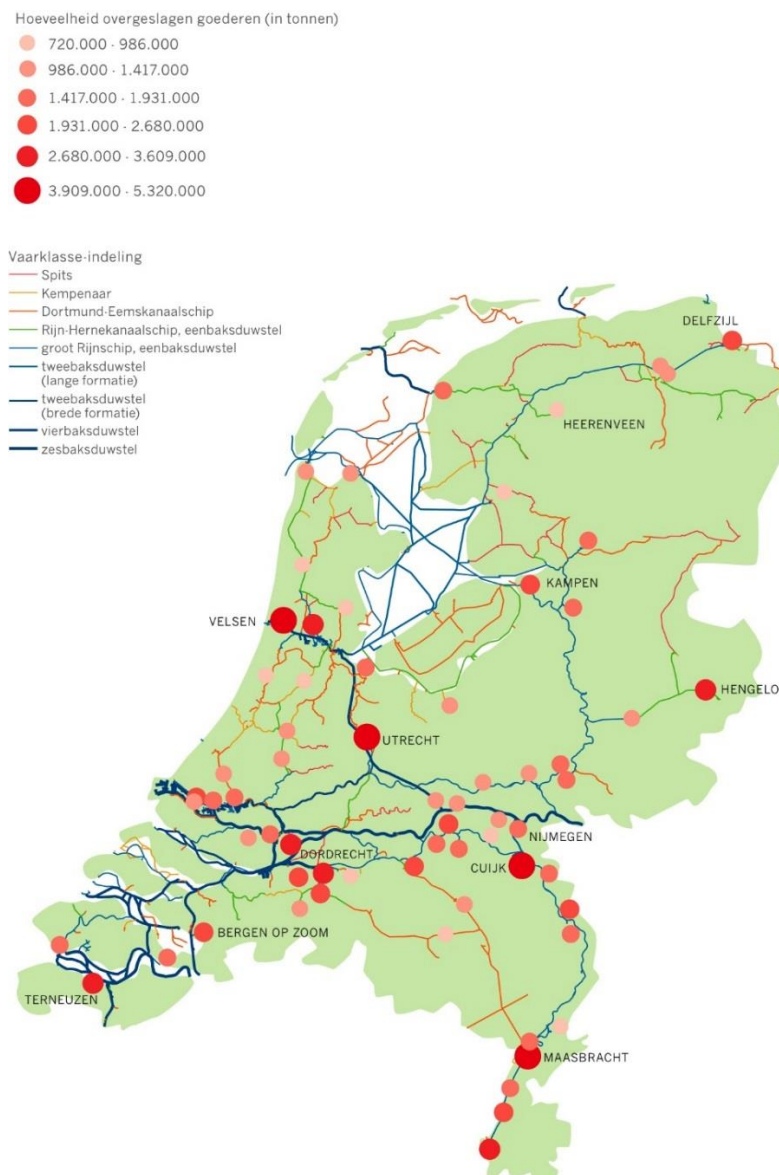 Hoeveelheid overgeslagen goederen (in tonnen)
720.000 - 986.000
986.000 - 1.417.000
1.417.000 - 1.931.000
1.931.000 - 2.680.000
2.680.000 - 3.609.000
3.909.000 - 5.320.000
Vaarklasse-indeling
Spits
Kempenaar
Dortmund-Eemskanaalschip
Rijn-Hernekanaalschip, eenbaksduwstel
groot Rijnschip, eenbaksduwstel
tweebaksduwstel
(lange formatie)
tweebaksduwstel
(brede formatie)
vierbaksduwstel
zesbaksduwstel
DELFZIJL
HEERENVEEN
KAMPEN
VELSEN
HENGELO
UTRECHT
NIJMEGEN
DORDRECHT
CUIJK
BERGEN OP ZOOM
TERNEUZEN
MAASBRACHT